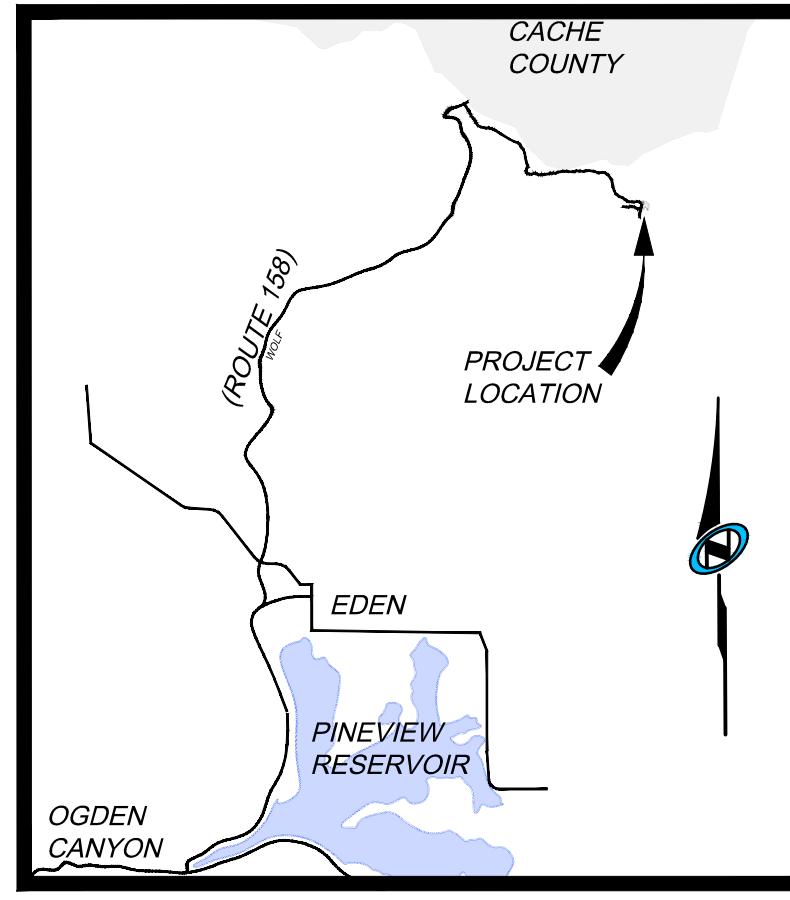 CACHE
COUNTY
(ROUTE 158)
WOLF
PROJECT
LOCATION
N
EDEN
PINEVIEW
RESERVOIR
OGDEN
CANYON